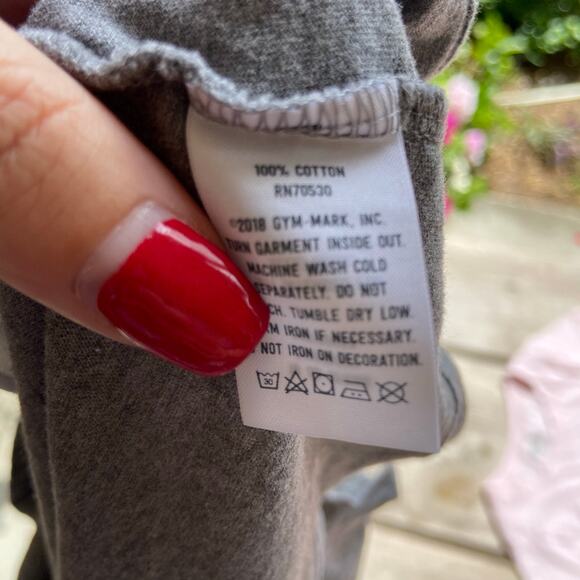 100% COTTON
RN70530
©2018 GYM-MARK, INC.
TURN GARMENT INSIDE OUT.
MACHINE WASH COLD
SEPARATELY. DO NOT
TUMBLE DRY LOW.
IRON IF NECESSARY.
NOT IRON ON DECORATION.
30